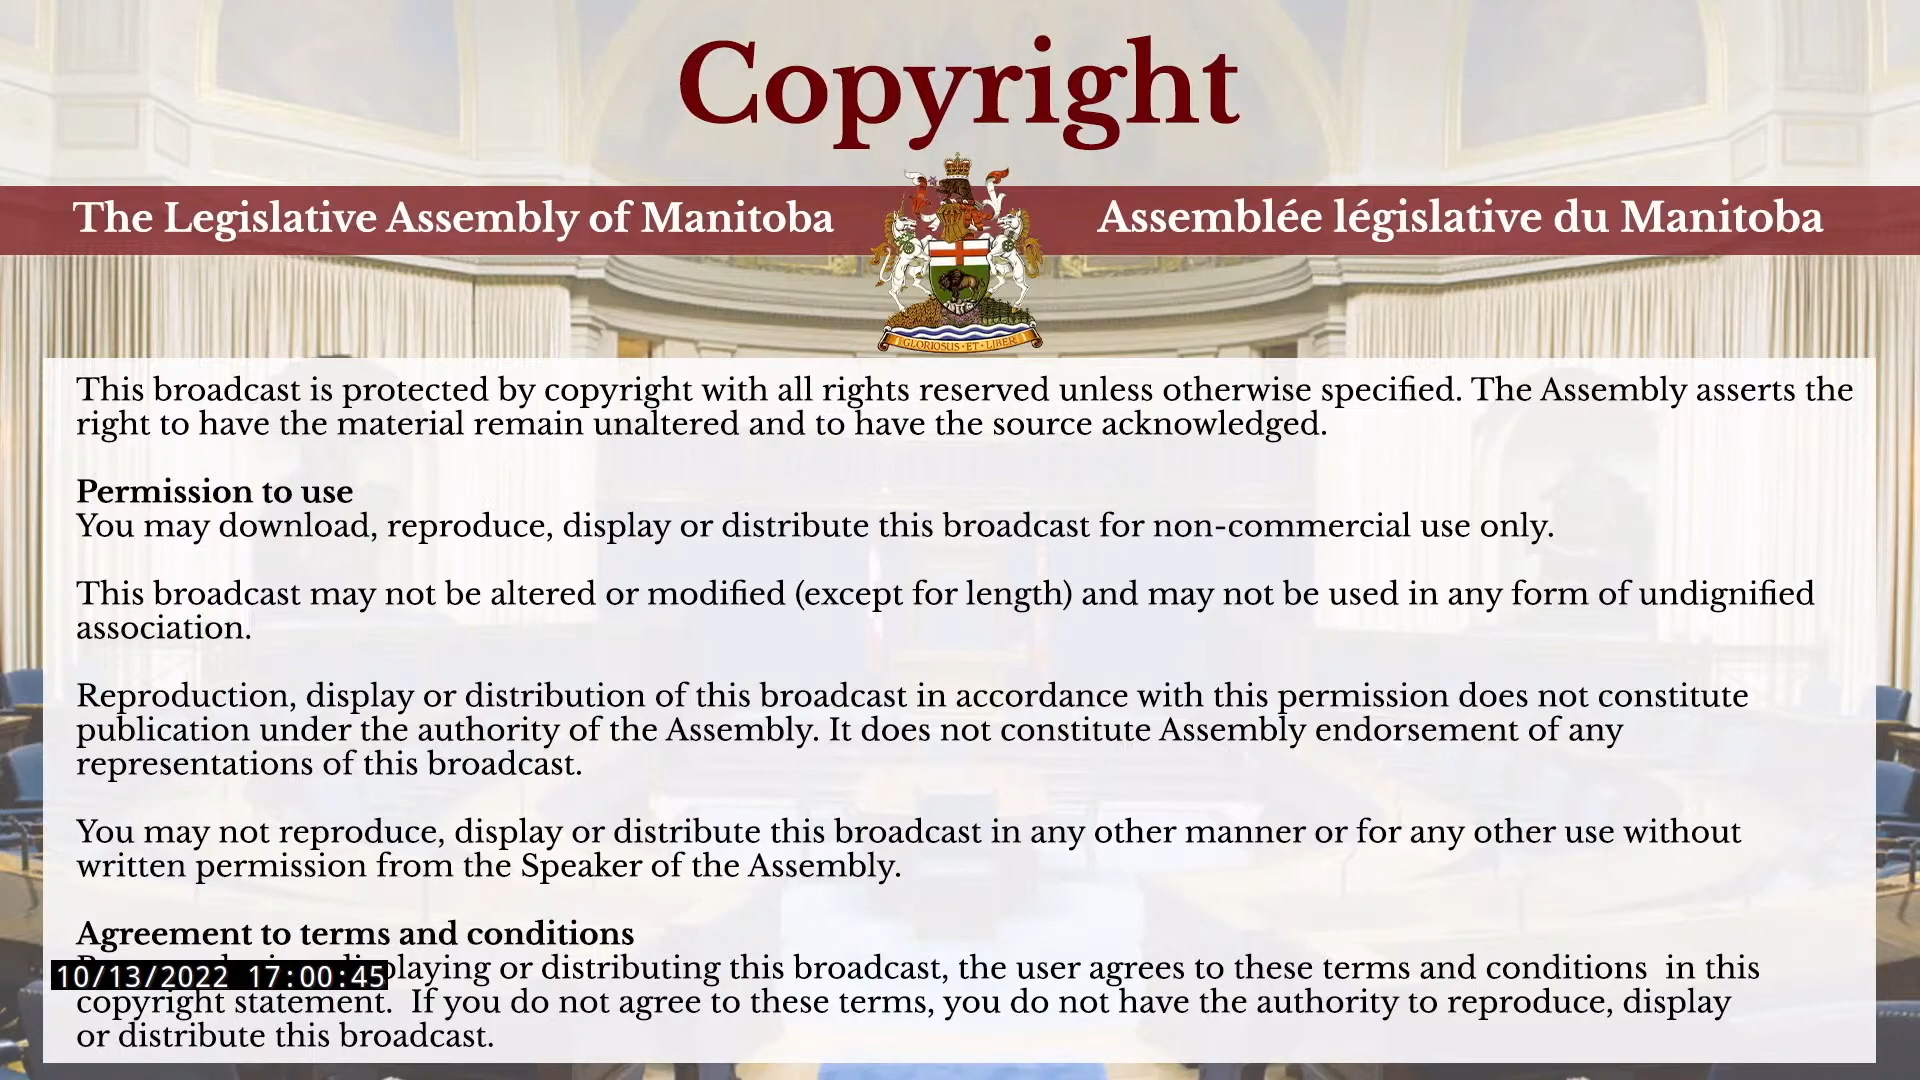 Copyright
The Legislative Assembly of Manitoba
Assemblée législative du Manitoba
GLORIOSUS·ET·LIBER
This broadcast is protected by copyright with all rights reserved unless otherwise specified. The Assembly asserts the
right to have the material remain unaltered and to have the source acknowledged.
Permission to use
You may download, reproduce, display or distribute this broadcast for non-commercial use only.
This broadcast may not be altered or modified (except for length) and may not be used in any form of undignified
association.
Reproduction, display or distribution of this broadcast in accordance with this permission does not constitute
publication under the authority of the Assembly. It does not constitute Assembly endorsement of any
representations of this broadcast.
You may not reproduce, display or distribute this broadcast in any other manner or for any other use without
written permission from the Speaker of the Assembly.
Agreement to terms and conditions
10/13/2022 17:00:45
or distributing this broadcast, the user agrees to these terms and conditions in this
copyright statement. If you do not agree to these terms, you do not have the authority to reproduce, display
or distribute this broadcast.